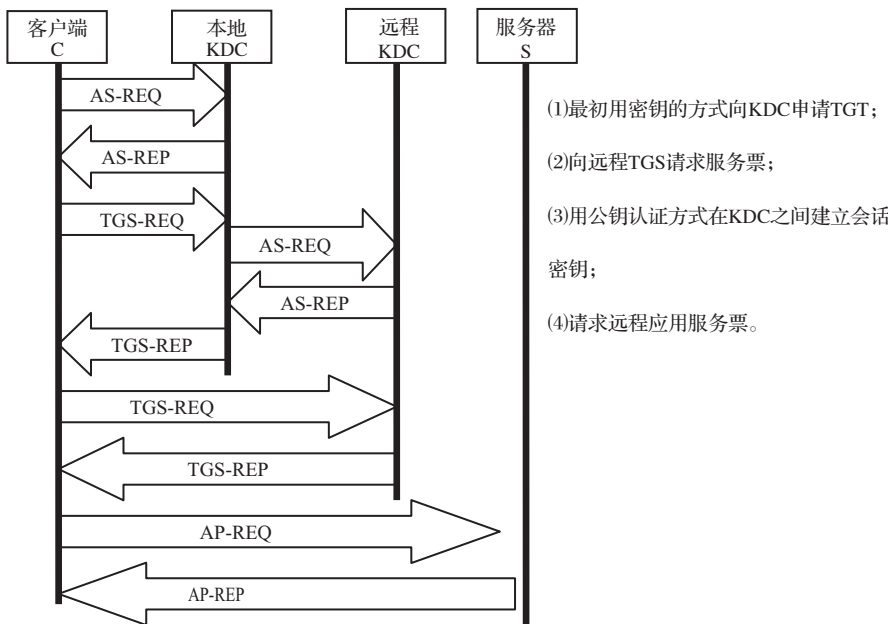 客户端
C
本地
KDC
远程
KDC
服务器
S
AS-REQ
AS-REP
TGS-REQ
AS-REQ
AS-REP
TGS-REP
TGS-REQ
TGS-REP
AP-REQ
AP-REP
⑴最初用密钥的方式向KDC申请TGT；
⑵向远程TGS请求服务票；
⑶用公钥认证方式在KDC之间建立会话
密钥；
⑷请求远程应用服务票。